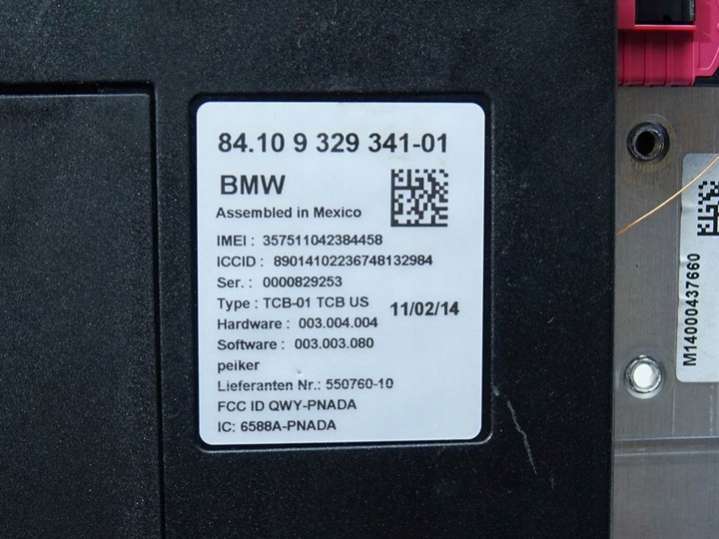 84.10 9 329 341-01
BMW
Assembled in Mexico
IMEI : 357511042384458
ICCID : 89014102236748132984
Ser. : 0000829253
Type : TCB-01 TCB US
11/02/14
Hardware : 003.004.004
Software : 003.003.080
peiker
Lieferanten Nr.: 550760-10
FCC ID QWY-PNADA
IC: 6588A-PNADA
M14000437660